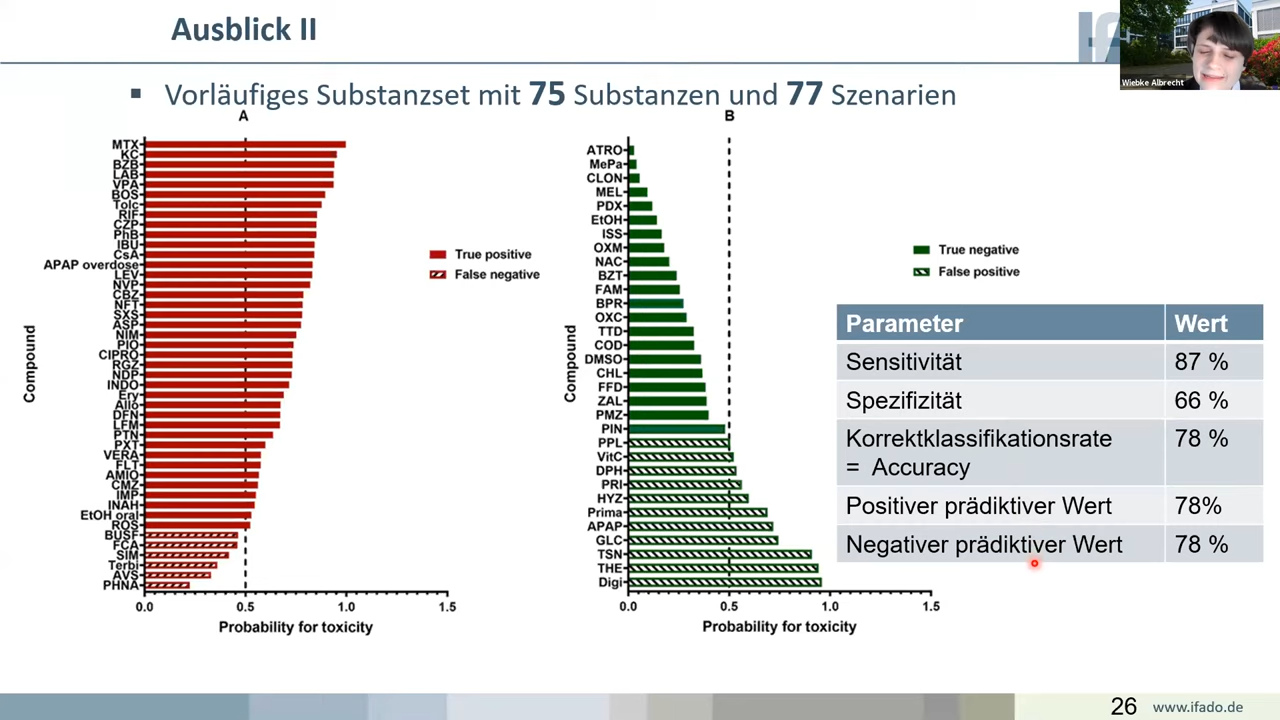 Ausblick II
Wiebke Albrecht
▪ Vorläufiges Substanzset mit 75 Substanzen und 77 Szenarien
A
MTX
KC
BZB
LAB
VPA
BOS
Tolc
RIF
CZP
PhB
IBU
CsA
APAP overdose
LEV
NVP
CBZ
NFT
SXS
ASP
NIM
PIO
CIPRO
RGZ
NDP
INDO
Ery
Allo
DFN
LFM
PTN
PXT
VERA
FLT
AMIO
CMZ
IMP
INAH
EtOH oral
ROS
BUSF
FCA
SIM
Terbi
AVS
PHNA
Compound
0.0 0.5 1.0 1.5
Probability for toxicity
True positive
False negative
B
ATRO
MePa
CLON
MEL
PDX
EtOH
ISS
OXM
NAC
BZT
FAM
BPR
OXC
TTD
COD
DMSO
CHL
FFD
ZAL
PMZ
PIN
PPL
VitC
DPH
PRI
HYZ
Prima
APAP
GLC
TSN
THE
Digi
Compound
0.0 0.5 1.0 1.5
Probability for toxicity
True negative
False positive
Parameter Wert
Sensitivität 87 %
Spezifizität 66 %
Korrektklassifikationsrate 78 %
= Accuracy
Positiver prädiktiver Wert 78%
Negativer prädiktiver Wert 78 %
26 www.ifado.de